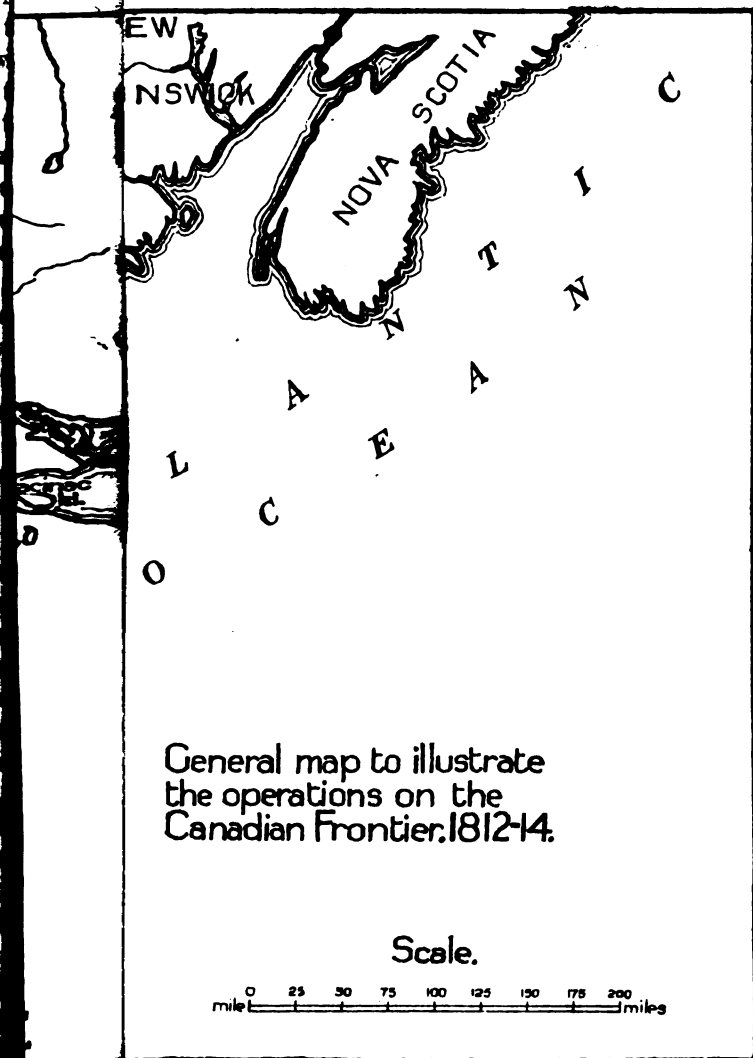 EW
NSWICK
NOVA SCOTIA
L A N T I C
O C E A N
General map to illustrate
the operations on the
Canadian Frontier.1812-14.
Scale.
0 25 50 75 100 125 150 175 200
mile miles